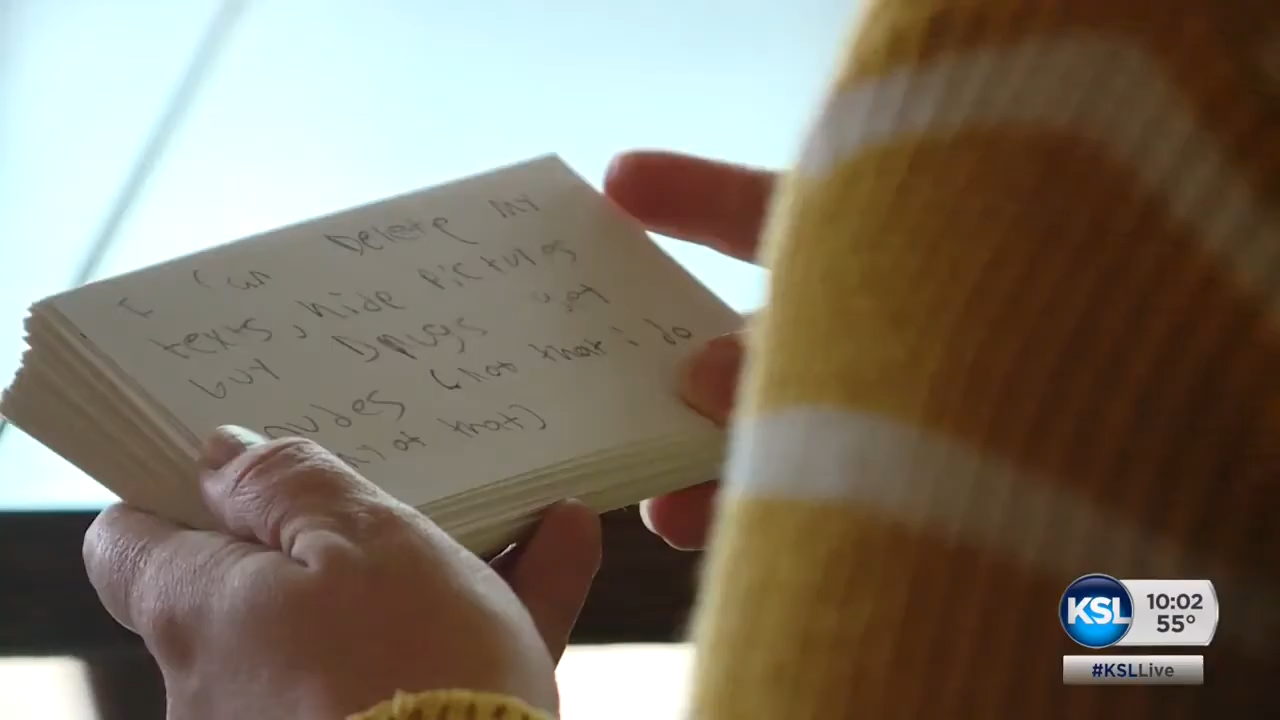 I can Delete my
texts, hide Pictures
buy Drugs get
nudes (not that i do
any of that)
KSL
10:02
55°
#KSLLive